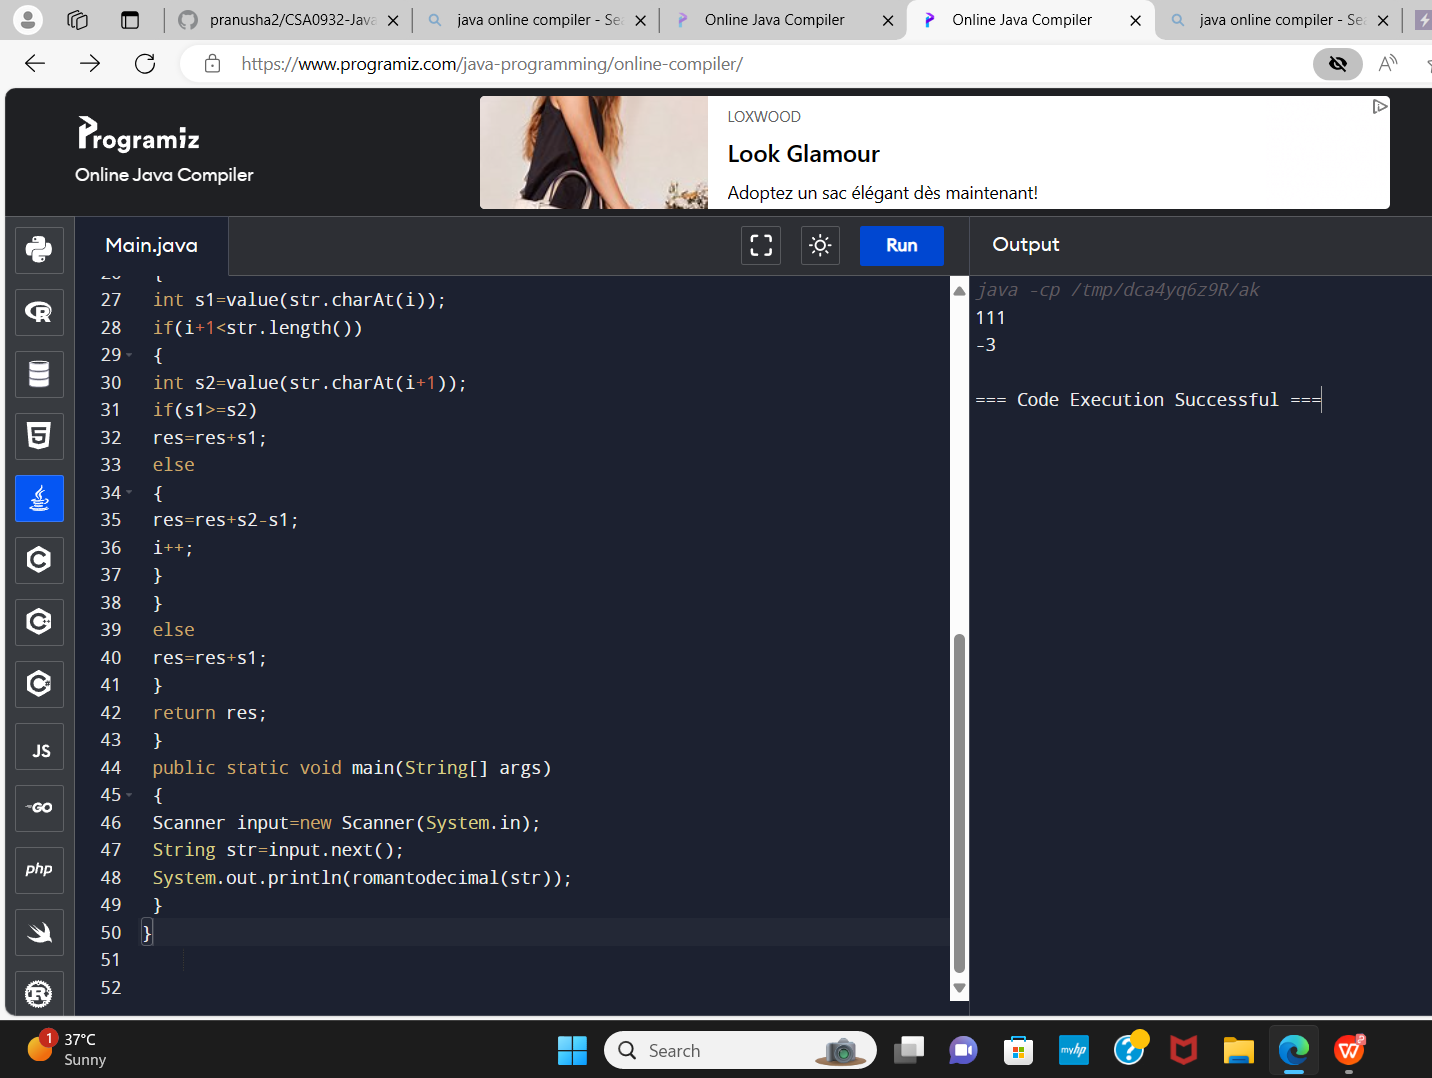 pranusha2/CSA0932-Java
java online compiler - Sea
Online Java Compiler
Online Java Compiler
java online compiler - Sea
https://www.programiz.com/java-programming/online-compiler/
Programiz
Online Java Compiler
LOXWOOD
Look Glamour
Adoptez un sac élégant dès maintenant!
Main.java
Run
Output
26 {
27 int s1=value(str.charAt(i));
28 if(i+1<str.length())
29 {
30 int s2=value(str.charAt(i+1));
31 if(s1>=s2)
32 res=res+s1;
33 else
34 {
35 res=res+s2-s1;
36 i++;
37 }
38 }
39 else
40 res=res+s1;
41 }
42 return res;
43 }
44 public static void main(String[] args)
45 {
46 Scanner input=new Scanner(System.in);
47 String str=input.next();
48 System.out.println(romantodecimal(str));
49 }
50 }
51
52
java -cp /tmp/dca4yq6z9R/ak
111
-3
=== Code Execution Successful ===
JS
GO
php
1
37°C
Sunny
Search
myhp